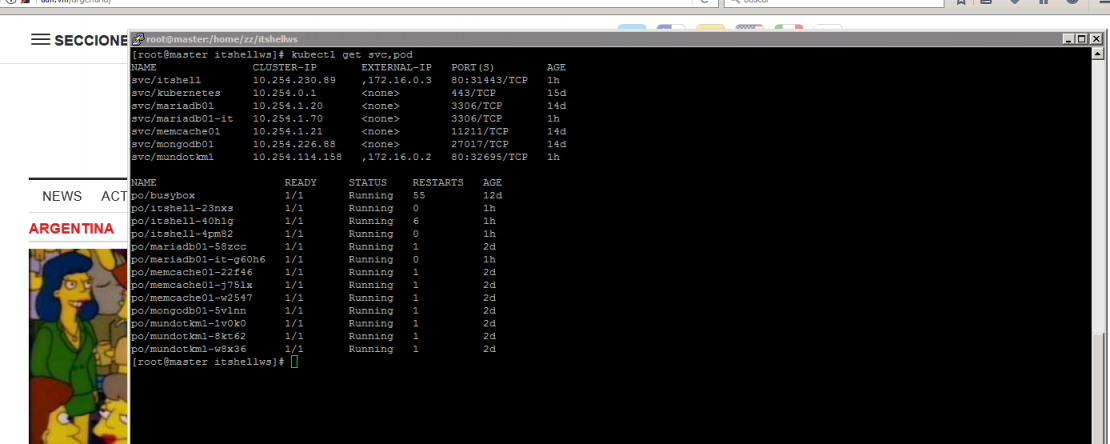 SECCIONE
root@master:/home/zz/itshellws
[root@master itshellws]# kubectl get svc,pod
NAME CLUSTER-IP EXTERNAL-IP PORT(S) AGE
svc/itshell 10.254.230.89 ,172.16.0.3 80:31443/TCP 1h
svc/kubernetes 10.254.0.1 <none> 443/TCP 15d
svc/mariadb01 10.254.1.20 <none> 3306/TCP 14d
svc/mariadb01-it 10.254.1.70 <none> 3306/TCP 1h
svc/memcache01 10.254.1.21 <none> 11211/TCP 14d
svc/mongodb01 10.254.226.88 <none> 27017/TCP 14d
svc/mundotkm1 10.254.114.158 ,172.16.0.2 80:32695/TCP 1h
NAME READY STATUS RESTARTS AGE
po/busybox 1/1 Running 55 12d
po/itshell-23nxs 1/1 Running 0 1h
po/itshell-40h1g 1/1 Running 6 1h
po/itshell-4pm82 1/1 Running 0 1h
po/mariadb01-58zcc 1/1 Running 1 2d
po/mariadb01-it-g60h6 1/1 Running 0 1h
po/memcache01-22f46 1/1 Running 1 2d
po/memcache01-j75lx 1/1 Running 1 2d
po/memcache01-w2547 1/1 Running 1 2d
po/mongodb01-5vlnn 1/1 Running 1 2d
po/mundotkm1-1v0k0 1/1 Running 1 2d
po/mundotkm1-8kt62 1/1 Running 1 2d
po/mundotkm1-w8x36 1/1 Running 1 2d
[root@master itshellws]#
NEWS ACT
ARGENTINA